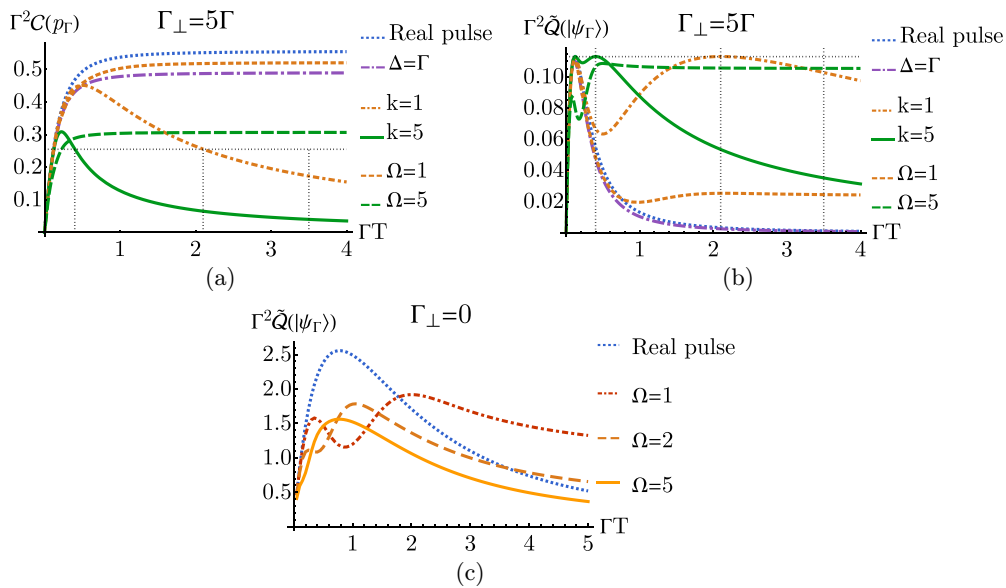 Γ²C(p_Γ)
Γ⊥=5Γ
0.5
0.4
0.3
0.2
0.1
1
2
3
4
ΓT
Real pulse
Δ=Γ
k=1
k=5
Ω=1
Ω=5
(a)
Γ²Q̃(|ψ_Γ⟩)
Γ⊥=5Γ
0.10
0.08
0.06
0.04
0.02
1
2
3
4
ΓT
Real pulse
Δ=Γ
k=1
k=5
Ω=1
Ω=5
(b)
Γ²Q̃(|ψ_Γ⟩)
Γ⊥=0
2.5
2.0
1.5
1.0
0.5
1
2
3
4
5
ΓT
Real pulse
Ω=1
Ω=2
Ω=5
(c)